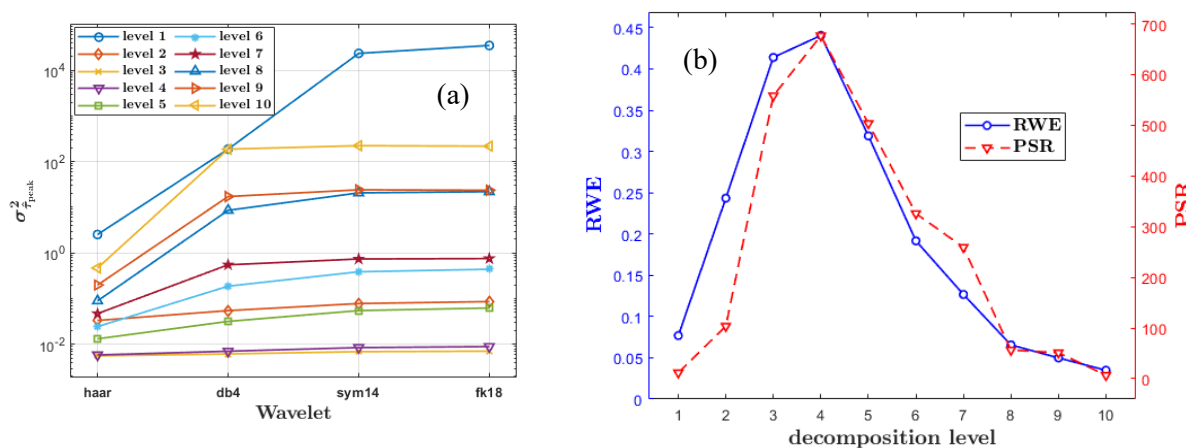 level 1
level 2
level 3
level 4
level 5
level 6
level 7
level 8
level 9
level 10
(a)
10^4
10^2
10^0
10^-2
σ^2_τ̂_peak
haar
db4
sym14
fk18
Wavelet
(b)
RWE
PSR
RWE
0.45
0.4
0.35
0.3
0.25
0.2
0.15
0.1
0.05
0
700
600
500
400
300
200
100
0
PSR
1 2 3 4 5 6 7 8 9 10
decomposition level